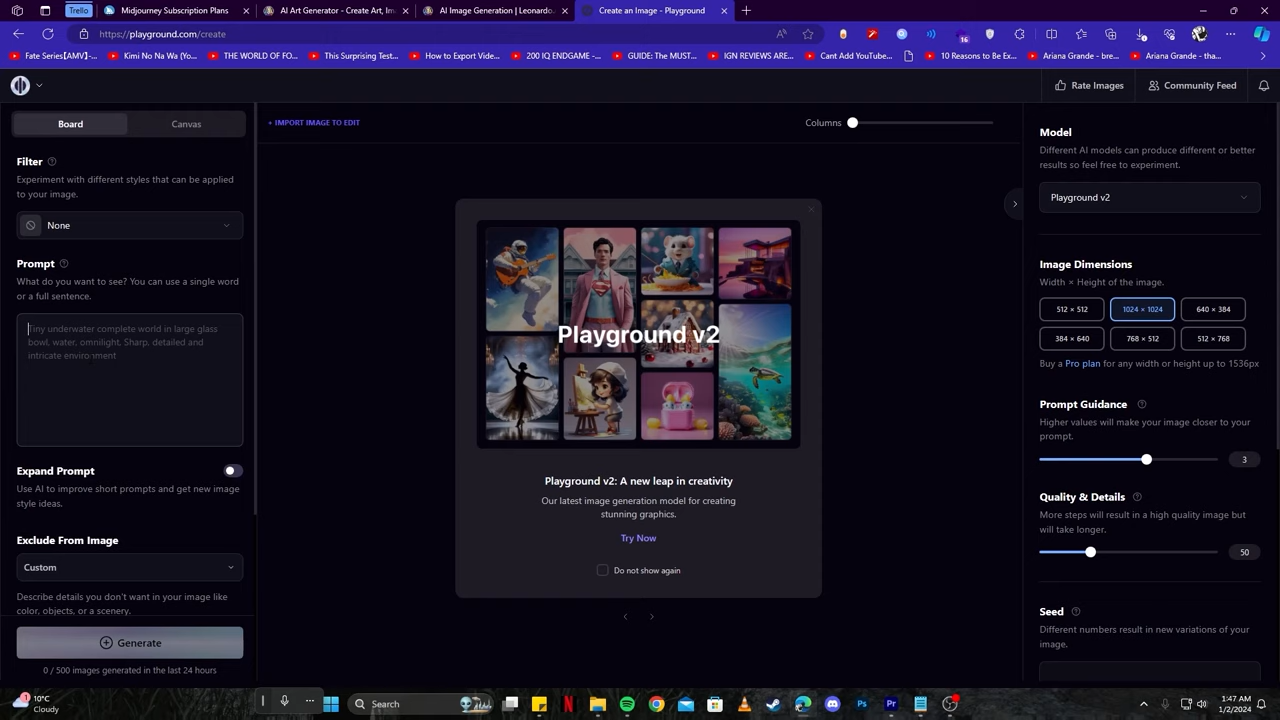 Trello
Midjourney Subscription Plans
AI Art Generator - Create Art, Im
AI Image Generation | Leonardo.
Create an Image - Playground
https://playground.com/create
Fate Series【AMV】-...
Kimi No Na Wa (Yo...
THE WORLD OF FO...
This Surprising Test...
How to Export Video...
200 IQ ENDGAME -...
GUIDE: The MUST...
IGN REVIEWS ARE...
Cant Add YouTube...
10 Reasons to Be Ex...
Ariana Grande - bre...
Ariana Grande - tha...
Rate Images
Community Feed
Board
Canvas
+ IMPORT IMAGE TO EDIT
Columns
Filter
Experiment with different styles that can be applied
to your image.
None
Prompt
What do you want to see? You can use a single word
or a full sentence.
Tiny underwater complete world in large glass
bowl, water, omnilight, Sharp, detailed and
intricate environment
Expand Prompt
Use AI to improve short prompts and get new image
style ideas.
Exclude From Image
Custom
Describe details you don't want in your image like
color, objects, or a scenery.
Generate
0 / 500 images generated in the last 24 hours
Playground v2
Playground v2: A new leap in creativity
Our latest image generation model for creating
stunning graphics.
Try Now
Do not show again
Model
Different AI models can produce different or better
results so feel free to experiment.
Playground v2
Image Dimensions
Width × Height of the image.
512 × 512
1024 × 1024
640 × 384
384 × 640
768 × 512
512 × 768
Buy a Pro plan for any width or height up to 1536px
Prompt Guidance
Higher values will make your image closer to your
prompt.
3
Quality & Details
More steps will result in a high quality image but
will take longer.
50
Seed
Different numbers result in new variations of your
image.
1
10°C
Cloudy
Search
1:47 AM
1/2/2024